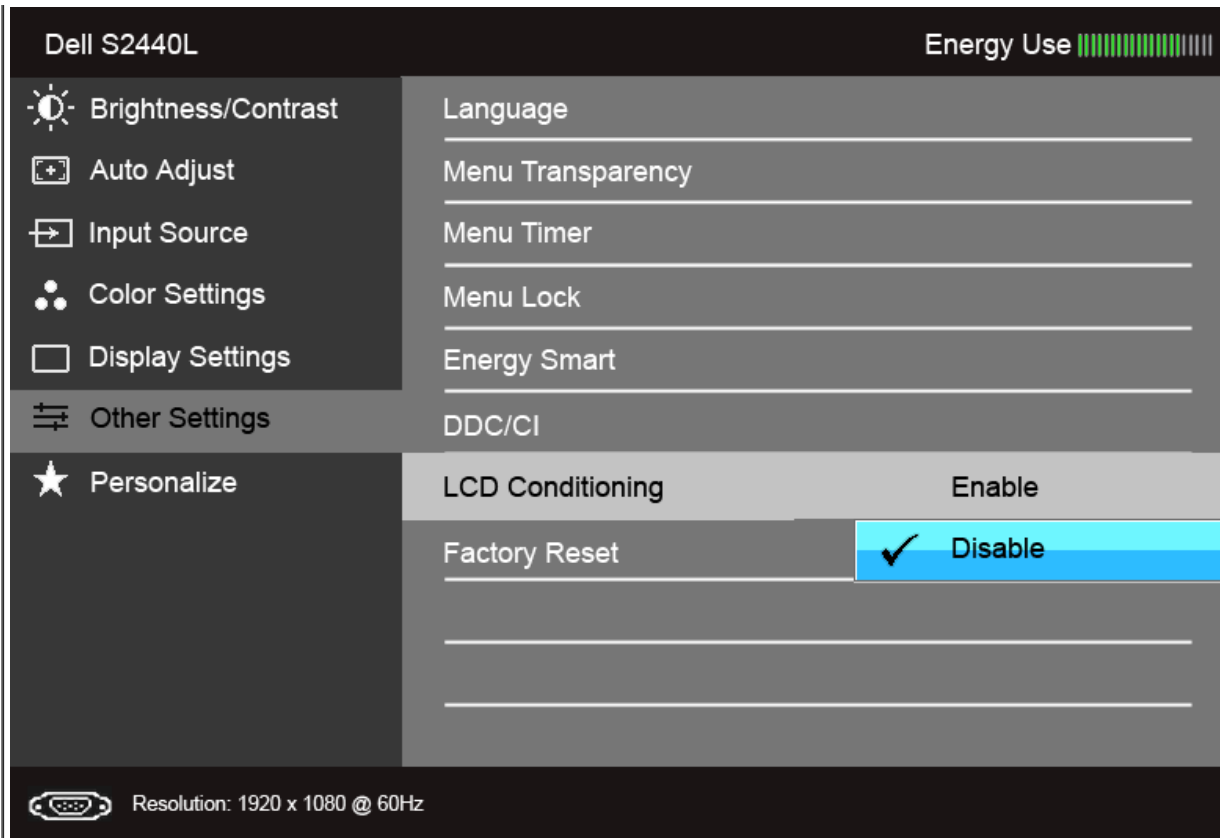 Dell S2440L Energy Use
Brightness/Contrast
Auto Adjust
Input Source
Color Settings
Display Settings
Other Settings
Personalize
Language
Menu Transparency
Menu Timer
Menu Lock
Energy Smart
DDC/CI
LCD Conditioning Enable
Factory Reset Disable
Resolution: 1920 x 1080 @ 60Hz